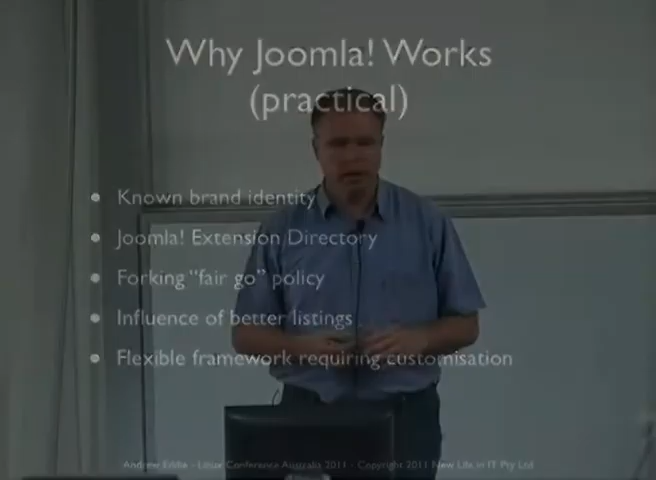 Why Joomla! Works
(practical)
• Known brand identity
• Joomla! Extension Directory
• Forking "fair go" policy
• Influence of better listings
• Flexible framework requiring customisation
Andrew Eddie - Linux Conference Australia 2011 - Copyright 2011 New Life in IT Pty Ltd